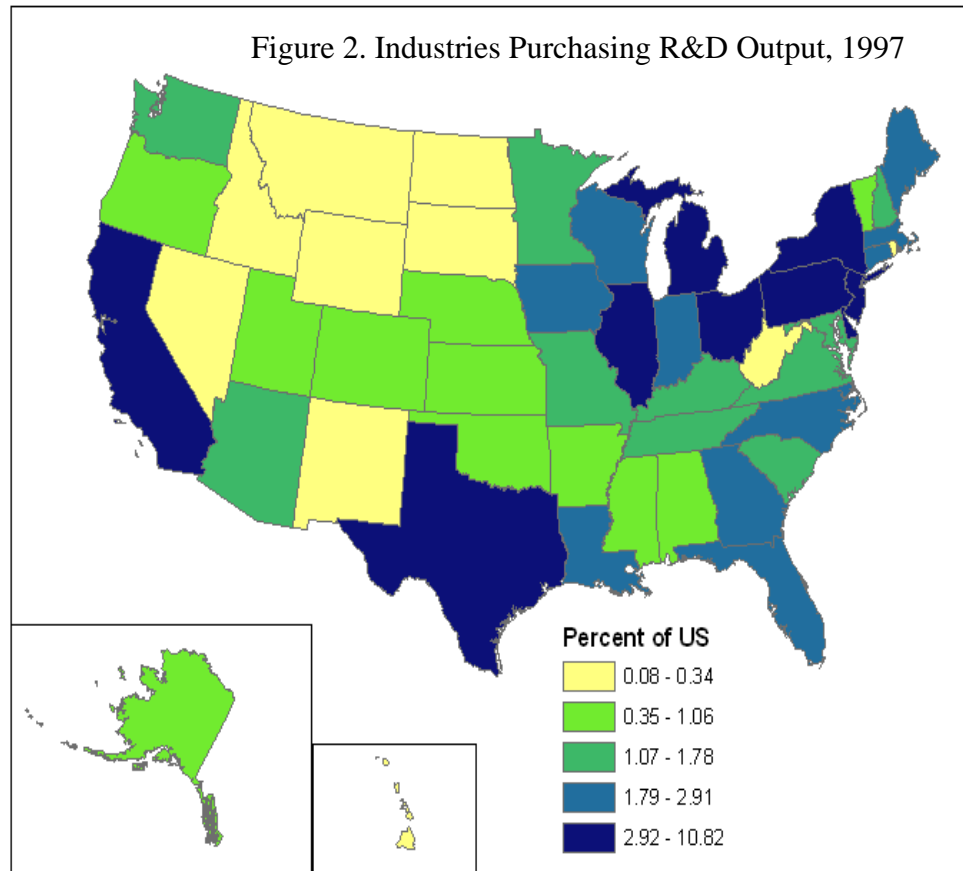 Figure 2. Industries Purchasing R&D Output, 1997
Percent of US
0.08 - 0.34
0.35 - 1.06
1.07 - 1.78
1.79 - 2.91
2.92 - 10.82